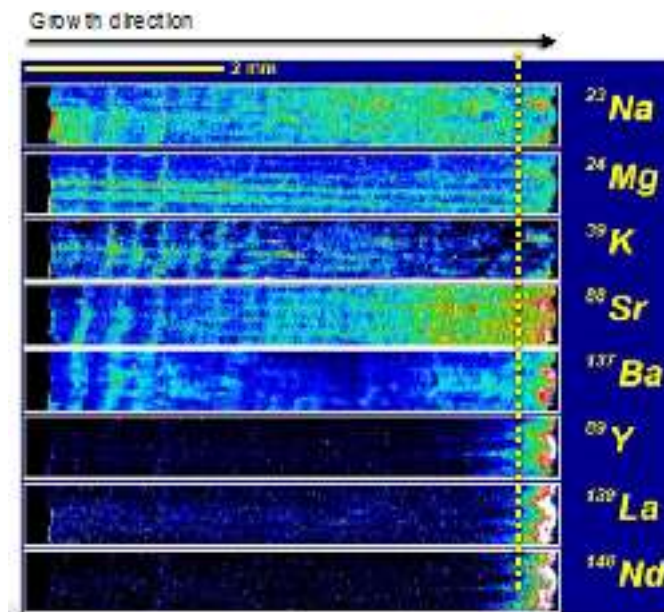 Growth direction
2 mm
23Na
24Mg
39K
88Sr
137Ba
89Y
139La
146Nd